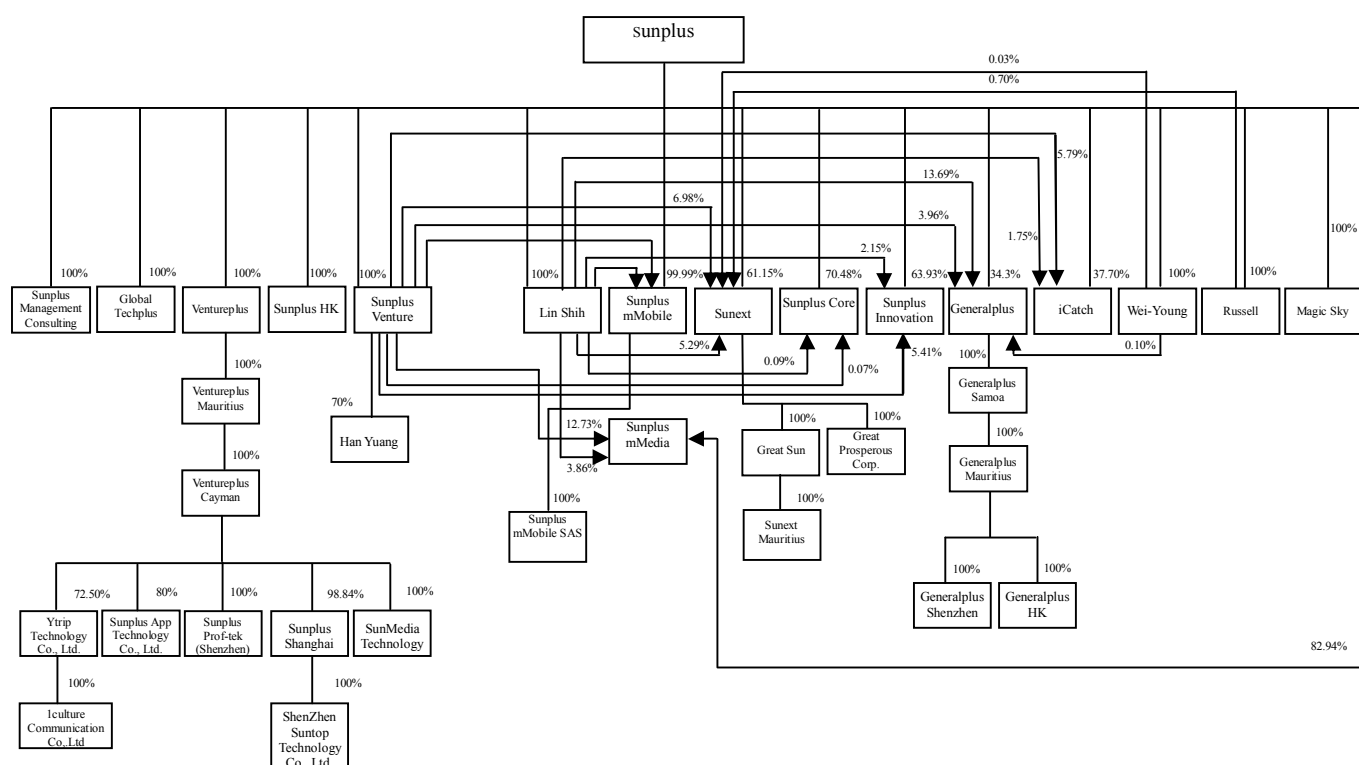 Sunplus
0.03%
0.70%
5.79%
13.69%
6.98%
3.96%
1.75%
100%
2.15%
100%
100%
100%
100%
100%
100%
99.99%
61.15%
70.48%
63.93%
34.3%
37.70%
100%
100%
Sunplus
Management
Consulting
Global
Techplus
Ventureplus
Sunplus HK
Sunplus
Venture
Lin Shih
Sunplus
mMobile
Sunext
Sunplus Core
Sunplus
Innovation
Generalplus
iCatch
Wei-Young
Russell
Magic Sky
5.29%
0.09%
0.07%
5.41%
0.10%
100%
100%
Ventureplus
Mauritius
Generalplus
Samoa
70%
Han Yuang
12.73%
3.86%
Sunplus
mMedia
100%
100%
Great Sun
Great
Prosperous
Corp.
100%
Generalplus
Mauritius
100%
Ventureplus
Cayman
100%
Sunplus
mMobile SAS
100%
Sunext
Mauritius
72.50%
80%
100%
98.84%
100%
100%
100%
Ytrip
Technology
Co., Ltd.
Sunplus App
Technology
Co., Ltd.
Sunplus
Prof-tek
(Shenzhen)
Sunplus
Shanghai
SunMedia
Technology
Generalplus
Shenzhen
Generalplus
HK
82.94%
100%
100%
1culture
Communication
Co,.Ltd
ShenZhen
Suntop
Technology
Co., Ltd